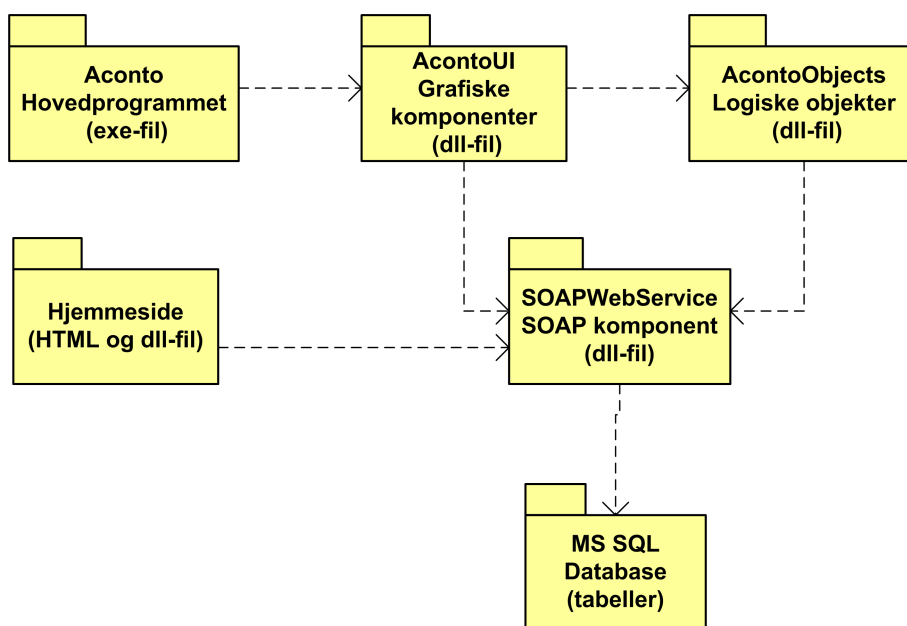 Aconto
Hovedprogrammet
(exe-fil)
AcontoUI
Grafiske
komponenter
(dll-fil)
AcontoObjects
Logiske objekter
(dll-fil)
Hjemmeside
(HTML og dll-fil)
SOAPWebService
SOAP komponent
(dll-fil)
MS SQL
Database
(tabeller)